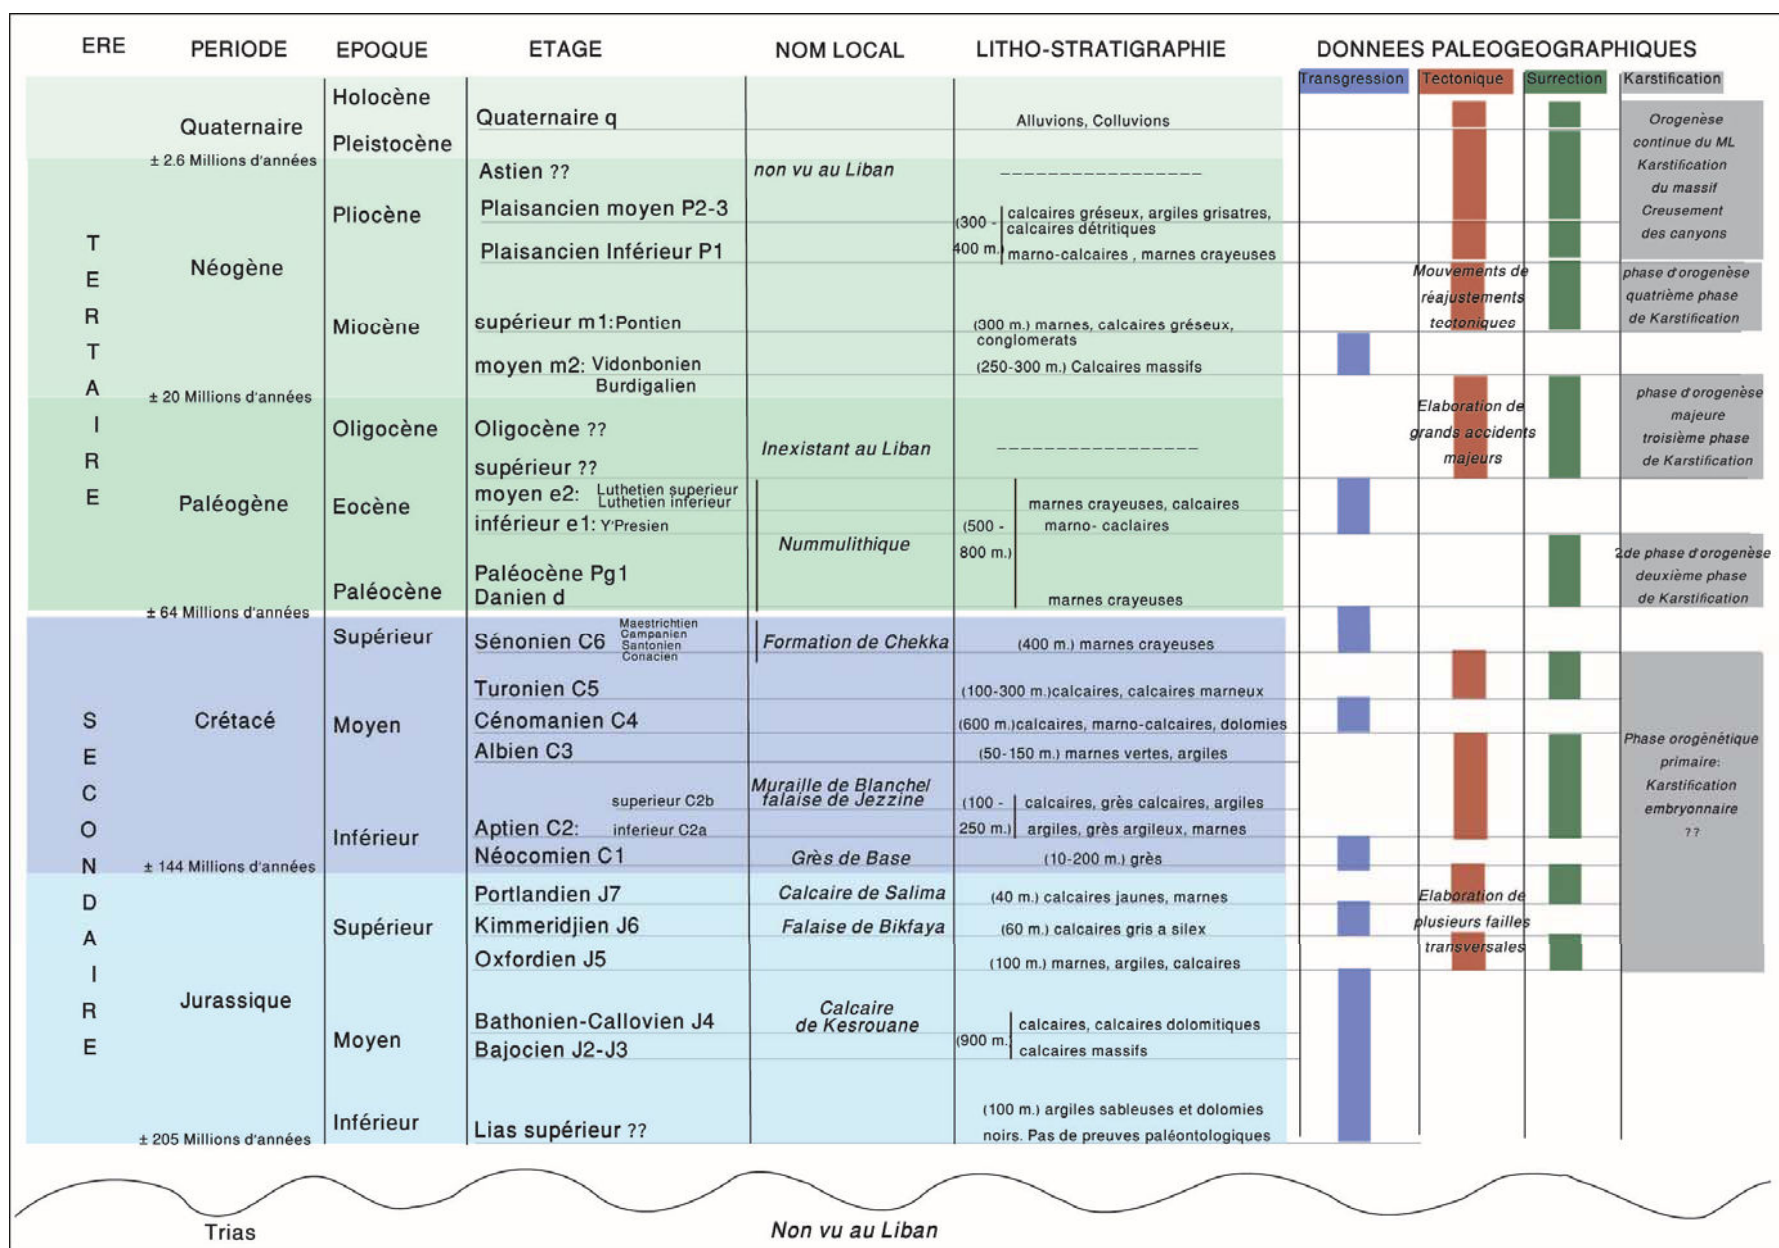 ERE PERIODE EPOQUE ETAGE NOM LOCAL LITHO-STRATIGRAPHIE DONNEES PALEOGEOGRAPHIQUES
Transgression Tectonique Surrection Karstification
Holocène
Quaternaire q
Alluvions, Colluvions
Quaternaire
Pleistocène
± 2.6 Millions d'années
Orogenèse
continue du ML
Karstification
du massif
Creusement
des canyons
TERTAIRE
Astien ?? non vu au Liban -----------------
Pliocène
Plaisancien moyen P2-3
(300 -
400 m.)
calcaires gréseux, argiles grisatres,
calcaires détritiques
Plaisancien Inférieur P1
marno-calcaires , marnes crayeuses
Néogène
Mouvements de
réajustements
tectoniques
phase d'orogenèse
quatrième phase
de Karstification
Miocène
supérieur m1: Pontien
(300 m.) marnes, calcaires gréseux,
conglomerats
moyen m2: Vidonbonien
Burdigalien
(250-300 m.) Calcaires massifs
± 20 Millions d'années
Elaboration de
grands accidents
majeurs
phase d'orogenèse
majeure
troisième phase
de Karstification
Oligocène
Oligocène ??
Inexistant au Liban -----------------
supérieur ??
Paléogène
Eocène
moyen e2: Luthetien superieur
Luthetien inferieur
inférieur e1: Y'Presien
Nummulithique
(500 -
800 m.)
marnes crayeuses, calcaires
marno- caclaires
Paléocène
Paléocène Pg1
Danien d
marnes crayeuses
2de phase d'orogenèse
deuxième phase
de Karstification
± 64 Millions d'années
SECONDAIRE
Supérieur
Sénonien C6
Maestrichtien
Campanien
Santonien
Conacien
Formation de Chekka
(400 m.) marnes crayeuses
Turonien C5
(100-300 m.)calcaires, calcaires marneux
Crétacé
Moyen
Cénomanien C4
(600 m.)calcaires, marno-calcaires, dolomies
Albien C3
(50-150 m.) marnes vertes, argiles
Phase orogénétique
primaire:
Karstification
embryonnaire
??
Muraille de Blanchel
falaise de Jezzine
superieur C2b
(100 -
250 m.)
calcaires, grès calcaires, argiles
Inférieur
Aptien C2: inferieur C2a
argiles, grès argileux, marnes
Néocomien C1
Grès de Base
(10-200 m.) grès
± 144 Millions d'années
Portlandien J7
Calcaire de Salima
(40 m.) calcaires jaunes, marnes
Elaboration de
plusieurs failles
transversales
Supérieur
Kimmeridjien J6
Falaise de Bikfaya
(60 m.) calcaires gris a silex
Oxfordien J5
(100 m.) marnes, argiles, calcaires
Jurassique
Calcaire
de Kesrouane
Moyen
Bathonien-Callovien J4
(900 m.)
calcaires, calcaires dolomitiques
Bajocien J2-J3
calcaires massifs
Inférieur
Lias supérieur ??
(100 m.) argiles sableuses et dolomies
noirs. Pas de preuves paléontologiques
± 205 Millions d'années
Trias Non vu au Liban